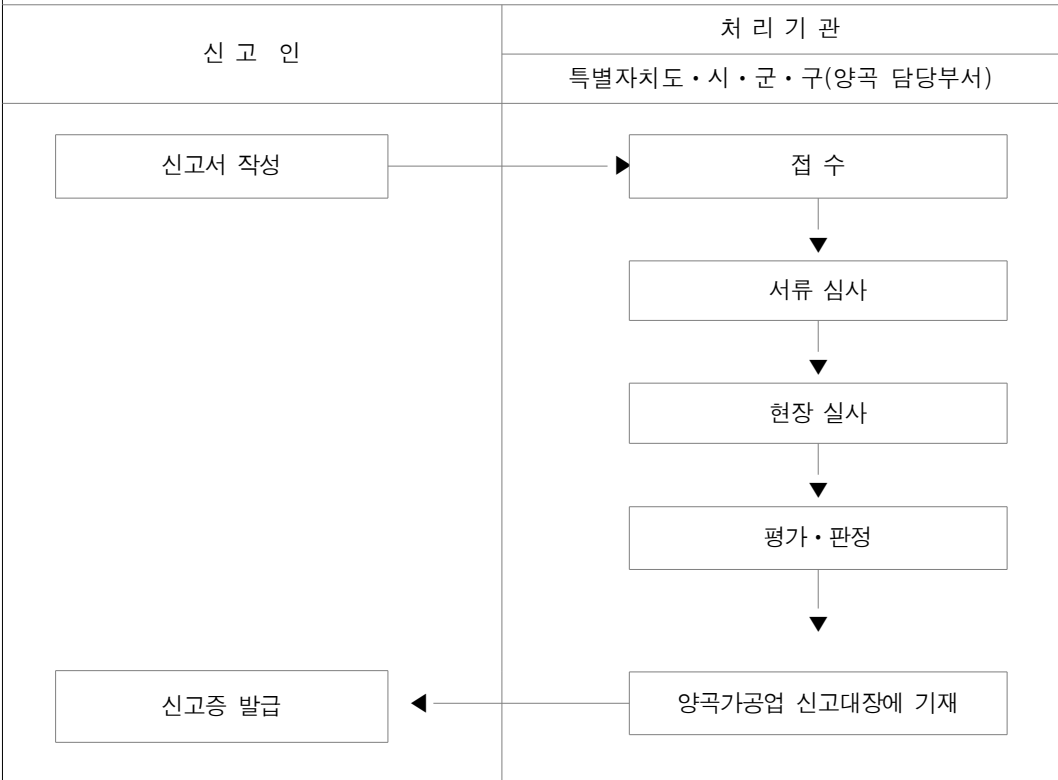 신 고 인
처 리 기 관
특별자치도・시・군・구(양곡 담당부서)
신고서 작성
접 수
서류 심사
현장 실사
평가・판정
신고증 발급
양곡가공업 신고대장에 기재